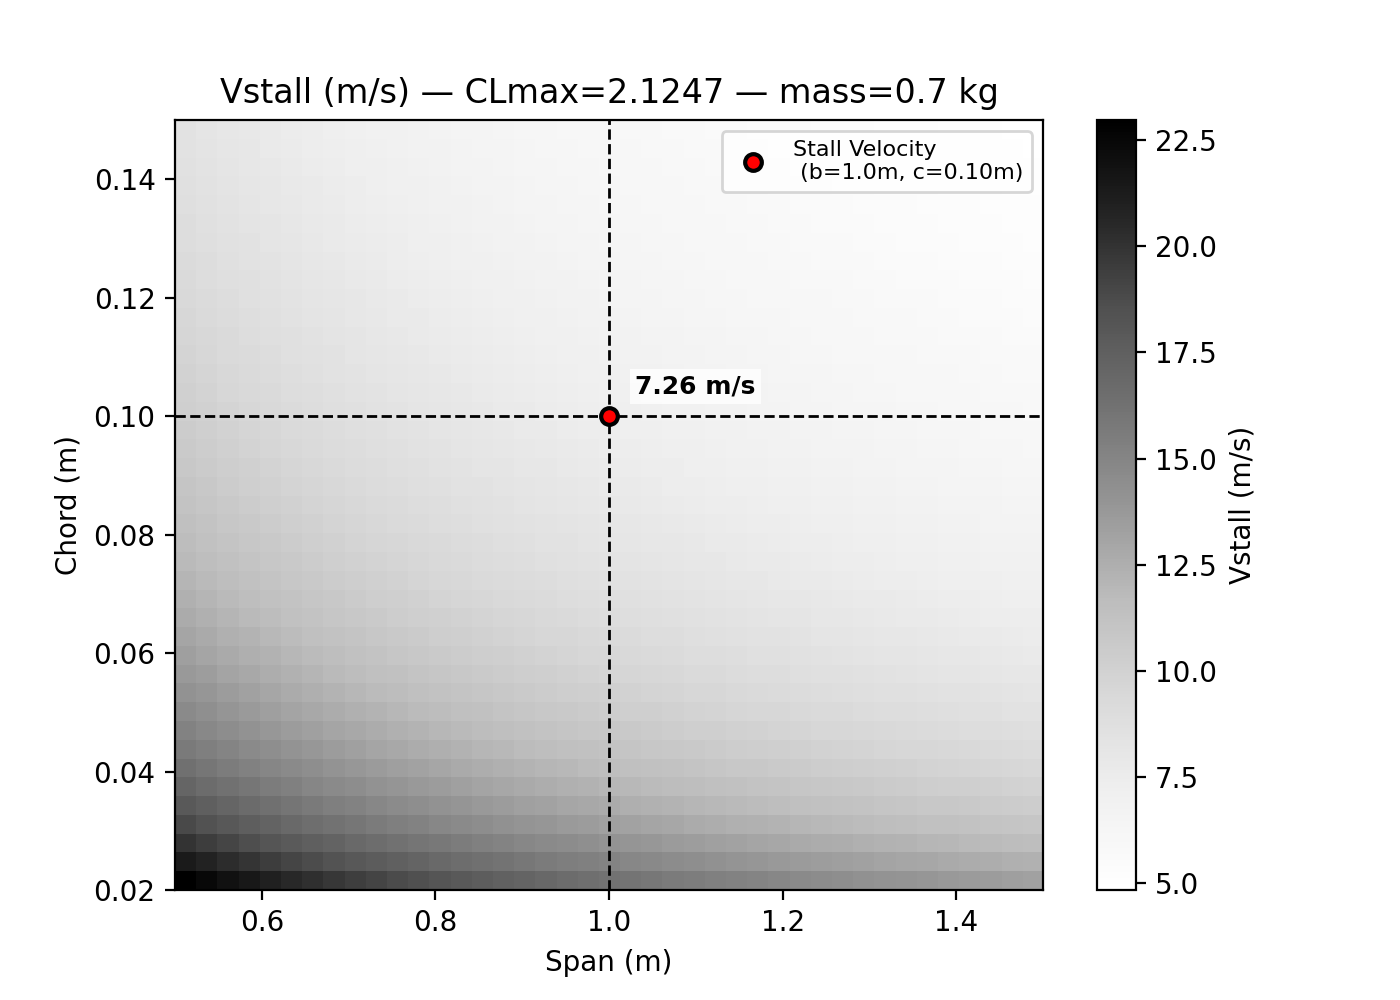 Vstall (m/s) — CLmax=2.1247 — mass=0.7 kg
Stall Velocity
(b=1.0m, c=0.10m)
7.26 m/s
Chord (m)
0.14
0.12
0.10
0.08
0.06
0.04
0.02
0.6
0.8
1.0
1.2
1.4
Span (m)
22.5
20.0
17.5
15.0
12.5
10.0
7.5
5.0
Vstall (m/s)